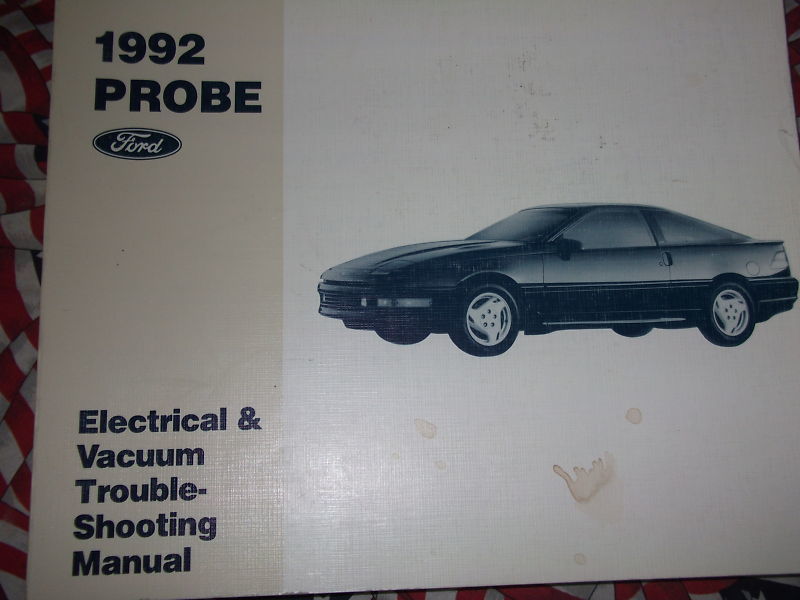 1992
PROBE
Ford
Electrical &
Vacuum
Trouble-
Shooting
Manual